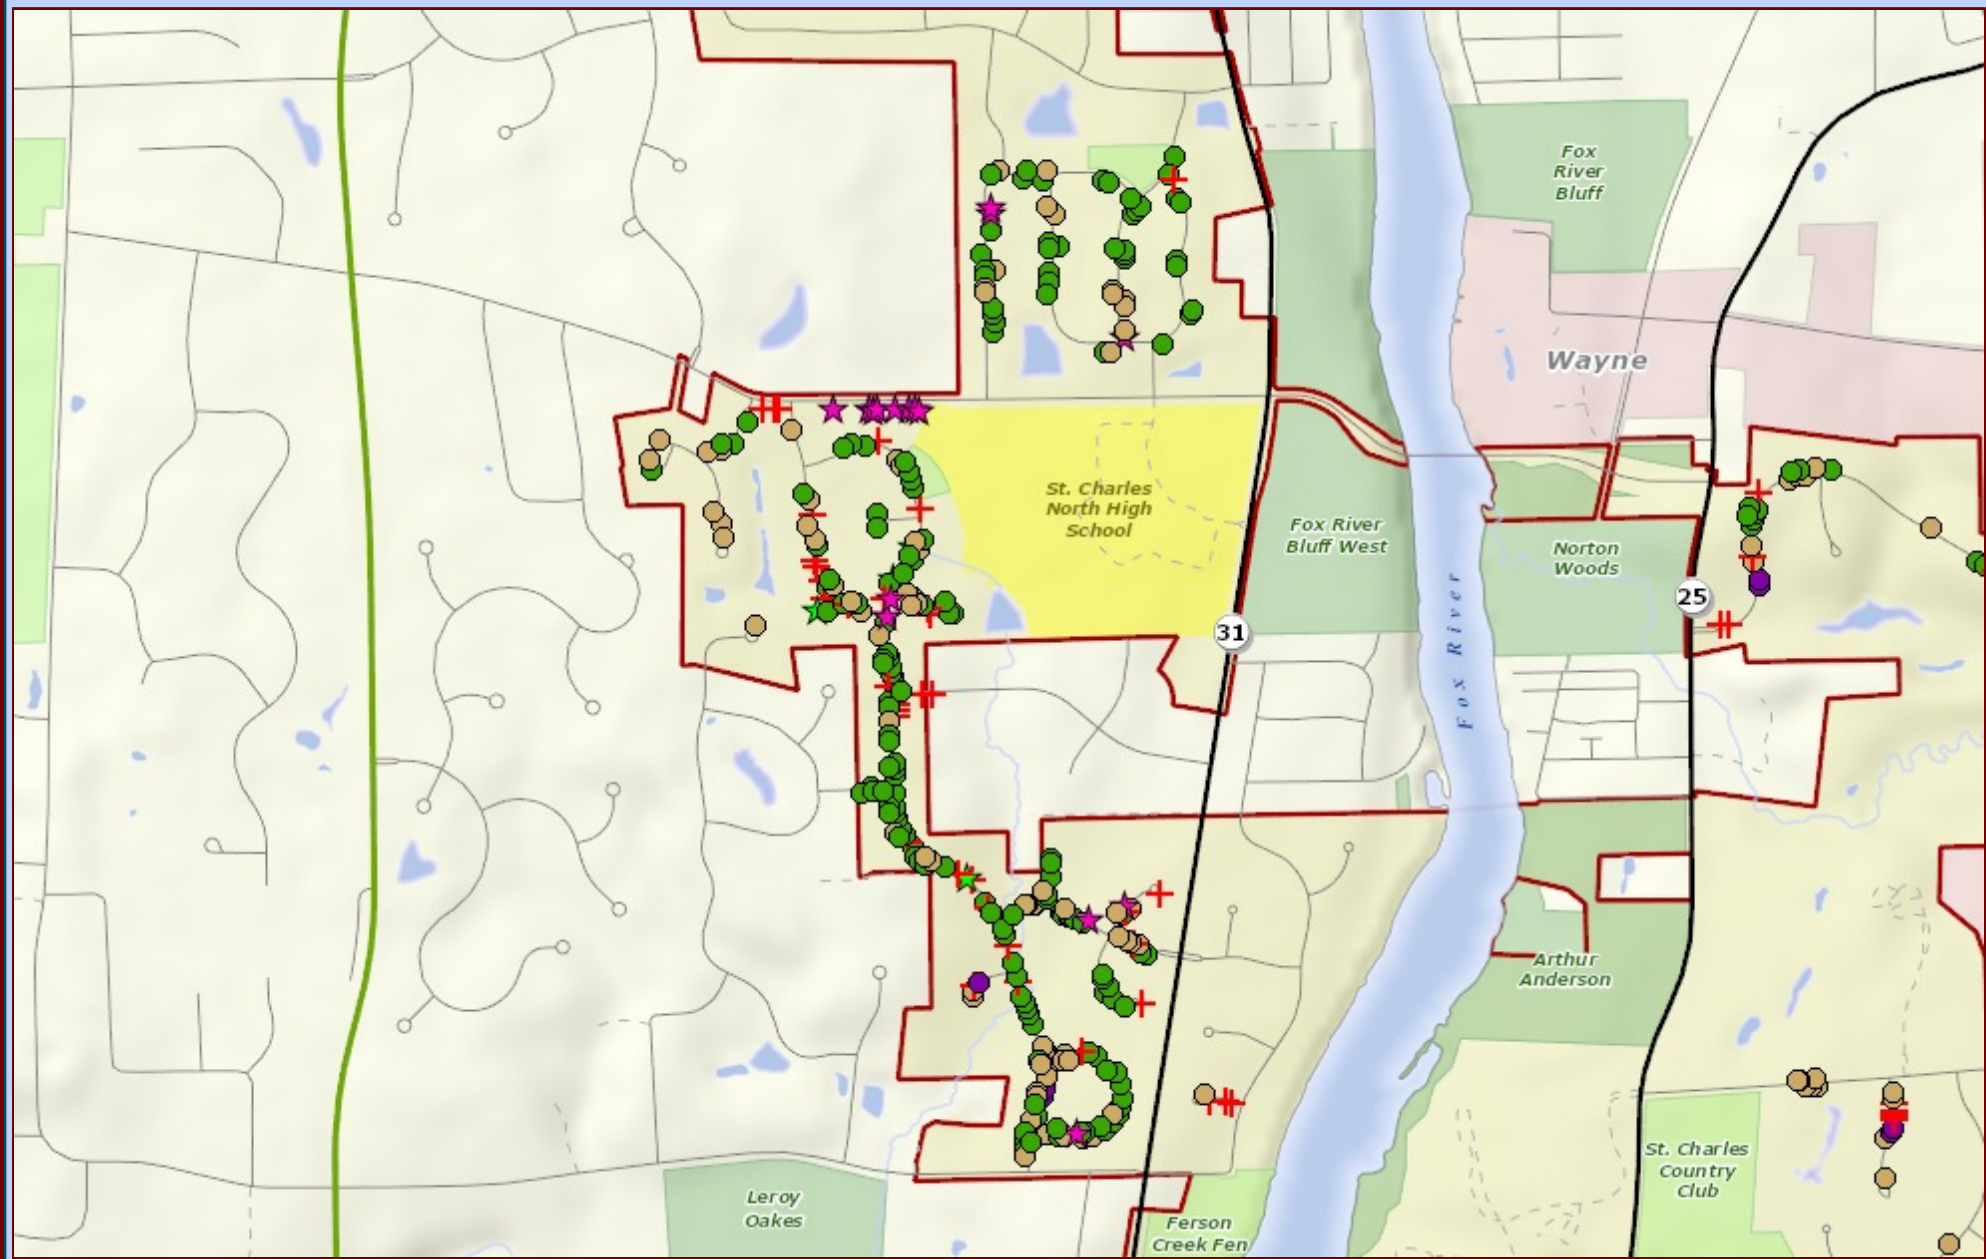 Fox
River
Bluff
Wayne
St. Charles
North High
School
Fox River
Bluff West
Norton
Woods
25
31
Fox River
Arthur
Anderson
St. Charles
Country
Club
Leroy
Oakes
Ferson
Creek Fen